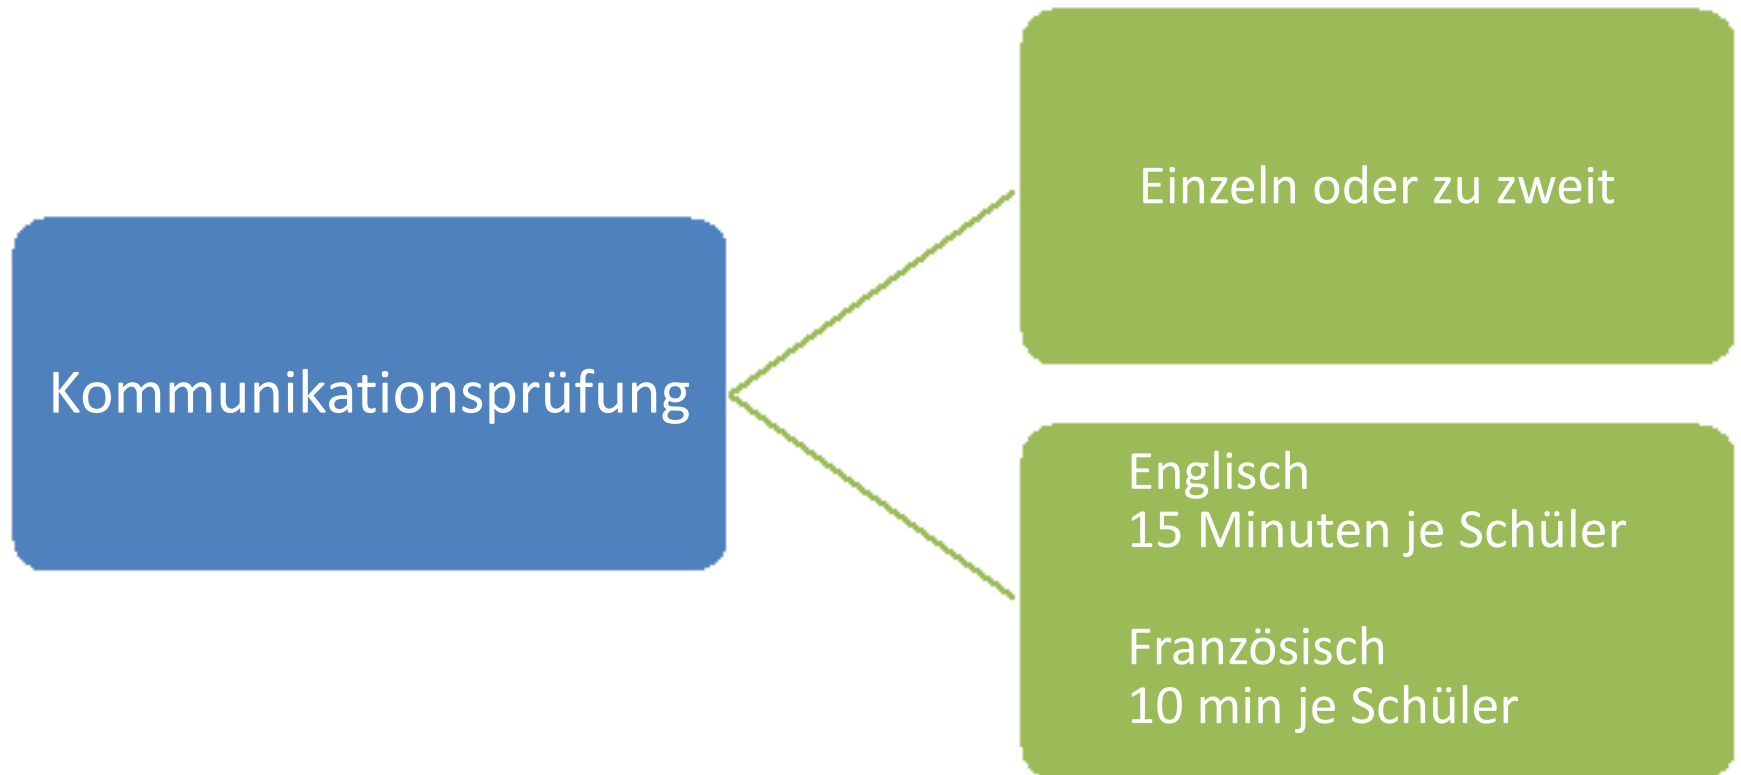 Kommunikationsprüfung
Einzeln oder zu zweit
Englisch
15 Minuten je Schüler
Französisch
10 min je Schüler